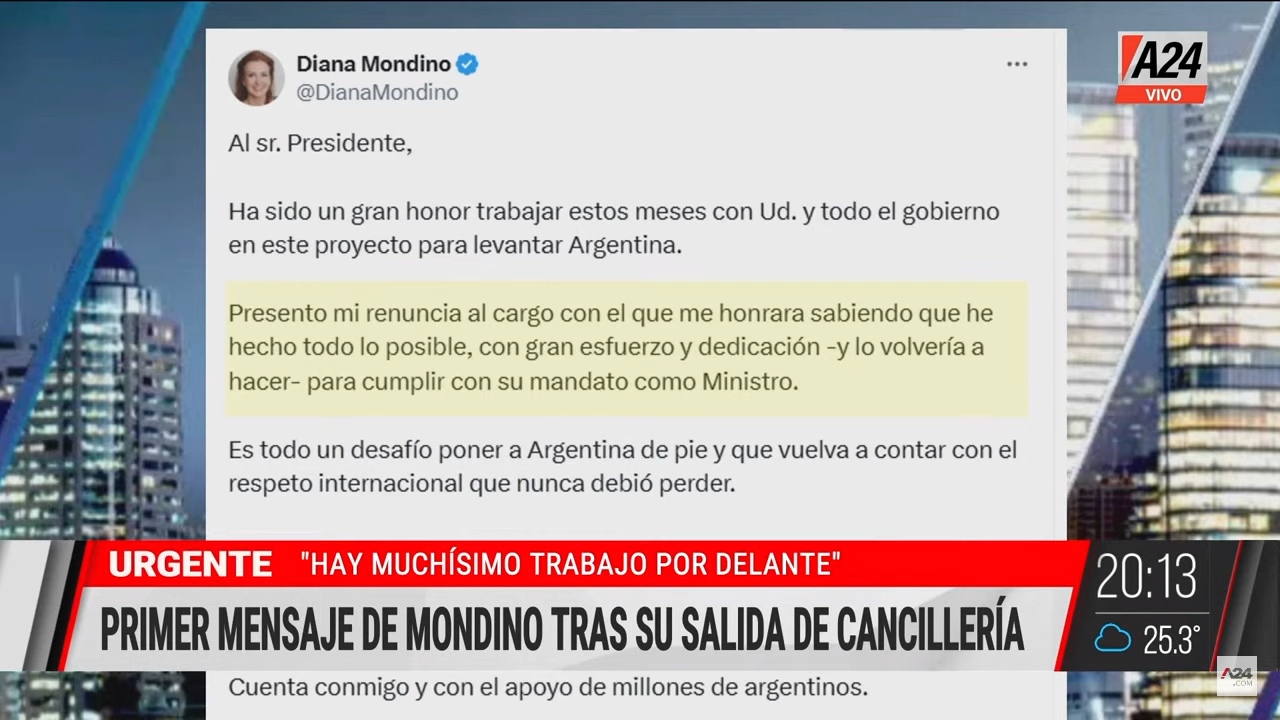 Diana Mondino
@DianaMondino
A24
VIVO
Al sr. Presidente,
Ha sido un gran honor trabajar estos meses con Ud. y todo el gobierno
en este proyecto para levantar Argentina.
Presento mi renuncia al cargo con el que me honrara sabiendo que he
hecho todo lo posible, con gran esfuerzo y dedicación -y lo volvería a
hacer- para cumplir con su mandato como Ministro.
Es todo un desafío poner a Argentina de pie y que vuelva a contar con el
respeto internacional que nunca debió perder.
URGENTE "HAY MUCHÍSIMO TRABAJO POR DELANTE"
PRIMER MENSAJE DE MONDINO TRAS SU SALIDA DE CANCILLERÍA
20:13
25.3°
Cuenta conmigo y con el apoyo de millones de argentinos.
A24
.COM